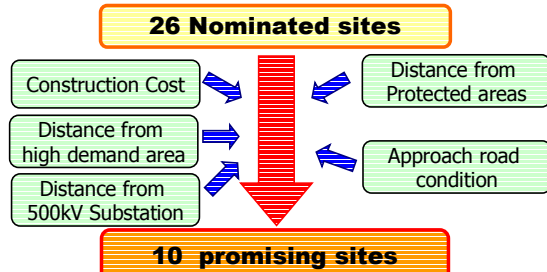 26 Nominated sites
Construction Cost
Distance from
high demand area
Distance from
500kV Substation
Distance from
Protected areas
Approach road
condition
10 promising sites